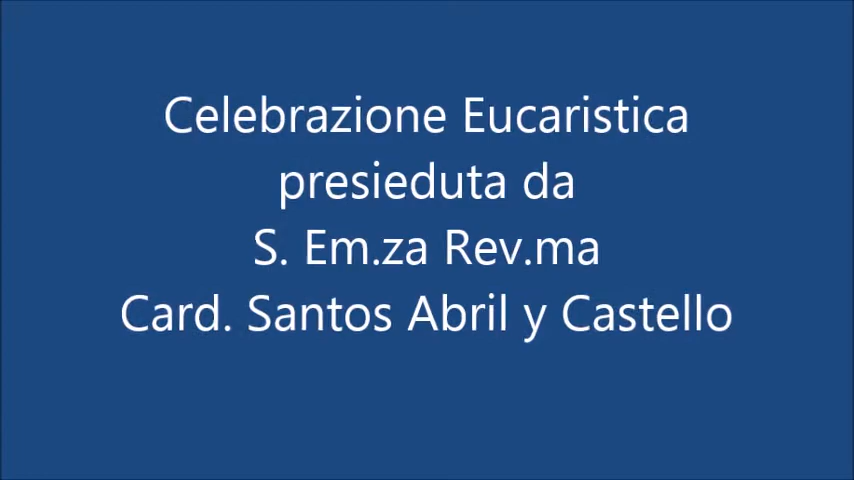 Celebrazione Eucaristica
presieduta da
S. Em.za Rev.ma
Card. Santos Abril y Castello